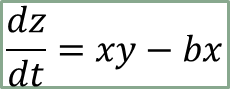 dz/dt = xy − bx